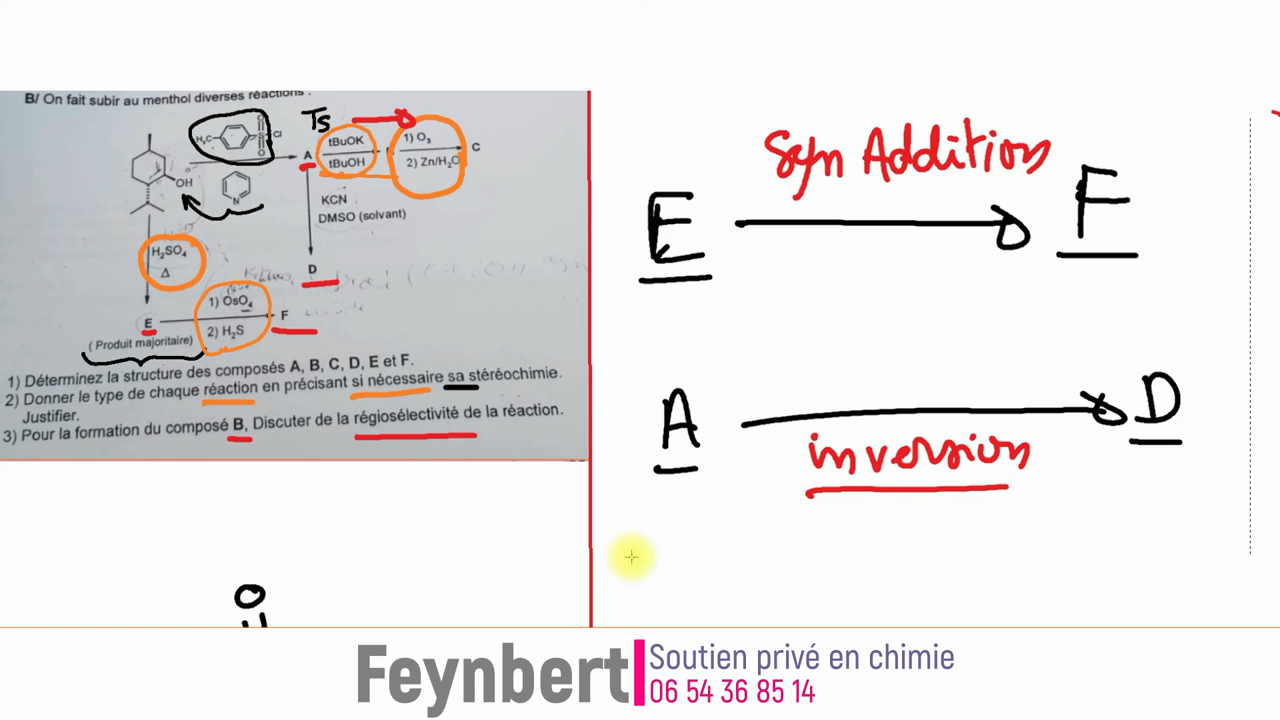 B/ On fait subir au menthol diverses réactions :
Ts
H₃C
O
S
Cl
O
tBuOK
1) O₃
A
C
tBuOH
2) Zn/H₂O
OH
N
KCN
DMSO (solvant)
H₂SO₄
Δ
D
1) OsO₄
E
F
2) H₂S
( Produit majoritaire)
1) Déterminez la structure des composés A, B, C, D, E et F.
2) Donner le type de chaque réaction en précisant si nécessaire sa stéréochimie.
Justifier.
3) Pour la formation du composé B, Discuter de la régiosélectivité de la réaction.
Syn Addition
E
F
A
D
inversion
O
Feynbert
Soutien privé en chimie
06 54 36 85 14